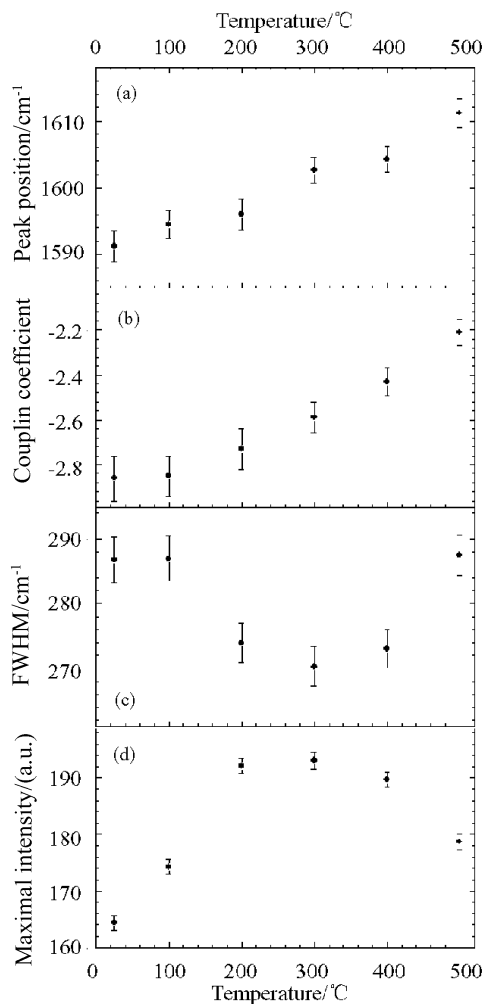 Temperature/℃
0 100 200 300 400 500
(a)
Peak position/cm-1
1610
1600
1590
(b)
Couplin coefficient
-2.2
-2.4
-2.6
-2.8
290
280
270
FWHM/cm-1
(c)
(d)
Maximal intensity/(a.u.)
190
180
170
160
0 100 200 300 400 500
Temperature/℃